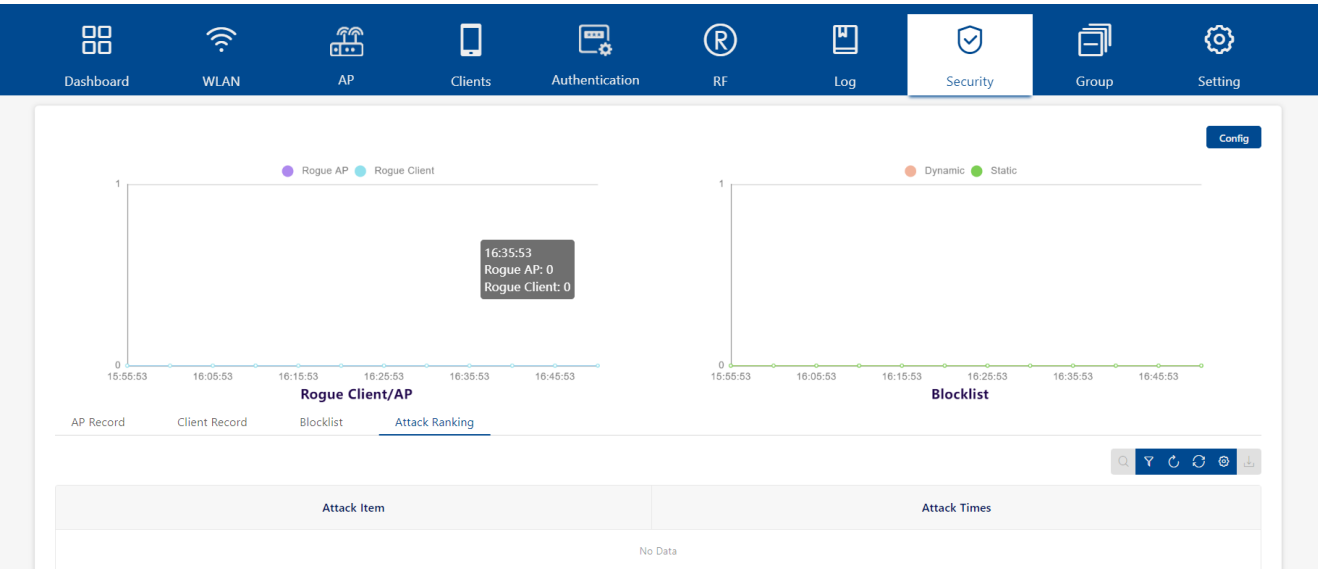 Dashboard WLAN AP Clients Authentication RF Log Security Group Setting
Config
Rogue AP Rogue Client
Dynamic Static
1
1
16:35:53
Rogue AP: 0
Rogue Client: 0
0
0
15:55:53 16:05:53 16:15:53 16:25:53 16:35:53 16:45:53
15:55:53 16:05:53 16:15:53 16:25:53 16:35:53 16:45:53
Rogue Client/AP
Blocklist
AP Record Client Record Blocklist Attack Ranking
Attack Item Attack Times
No Data